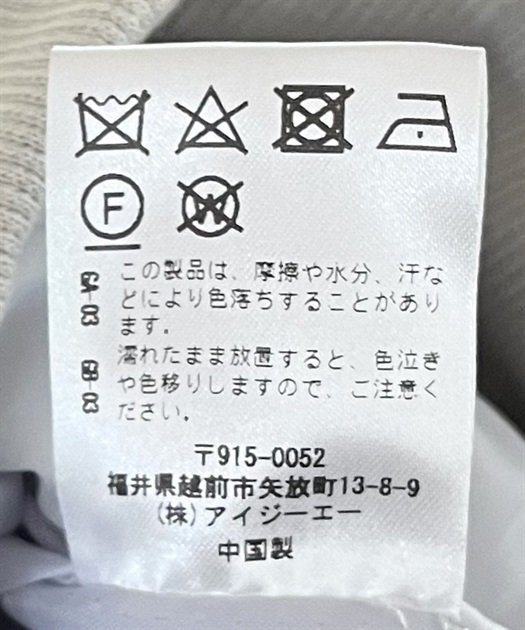 F
W
この製品は、摩擦や水分、汗な
どにより色落ちすることがあり
ます。
濡れたまま放置すると、色泣き
や色移りしますので、ご注意く
ださい。
〒915-0052
福井県越前市矢放町13-8-9
(株)アイジーエー
中国製